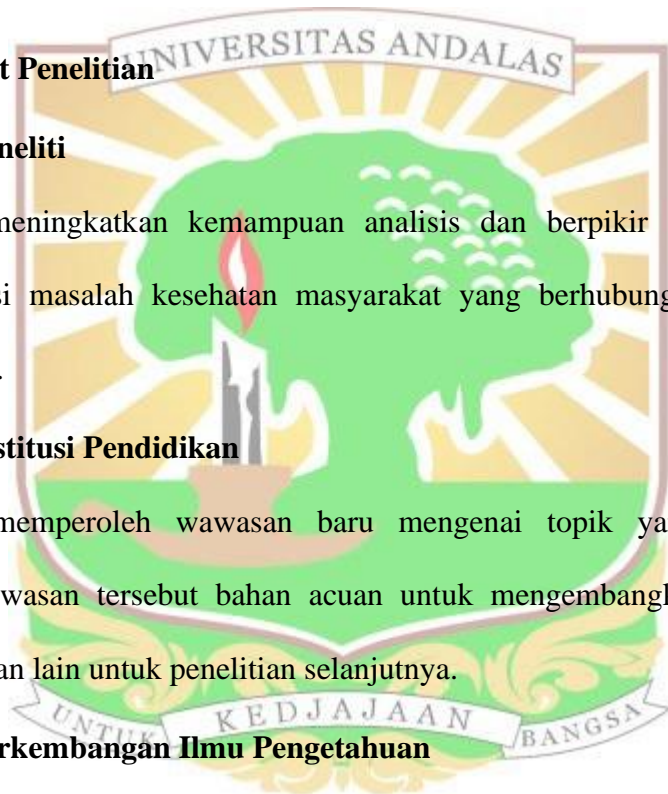 UNIVERSITAS ANDALAS
t Penelitian
neliti
meningkatkan kemampuan analisis dan berpikir
si masalah kesehatan masyarakat yang berhubung
.
stitusi Pendidikan
memperoleh wawasan baru mengenai topik ya
wasan tersebut bahan acuan untuk mengembangk
an lain untuk penelitian selanjutnya.
UNTUK KEDJAJAAN BANGSA
rkembangan Ilmu Pengetahuan